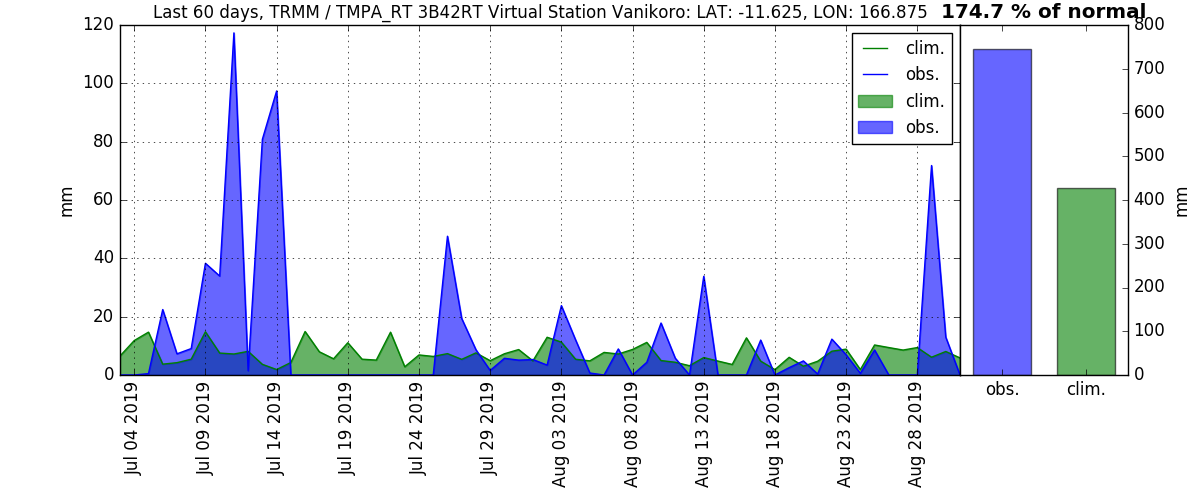 Last 60 days, TRMM / TMPA_RT 3B42RT Virtual Station Vanikoro: LAT: -11.625, LON: 166.875 174.7 % of normal
mm
120
100
80
60
40
20
0
clim.
obs.
clim.
obs.
Jul 04 2019
Jul 09 2019
Jul 14 2019
Jul 19 2019
Jul 24 2019
Jul 29 2019
Aug 03 2019
Aug 08 2019
Aug 13 2019
Aug 18 2019
Aug 23 2019
Aug 28 2019
800
700
600
500
400
300
200
100
0
mm
obs.
clim.